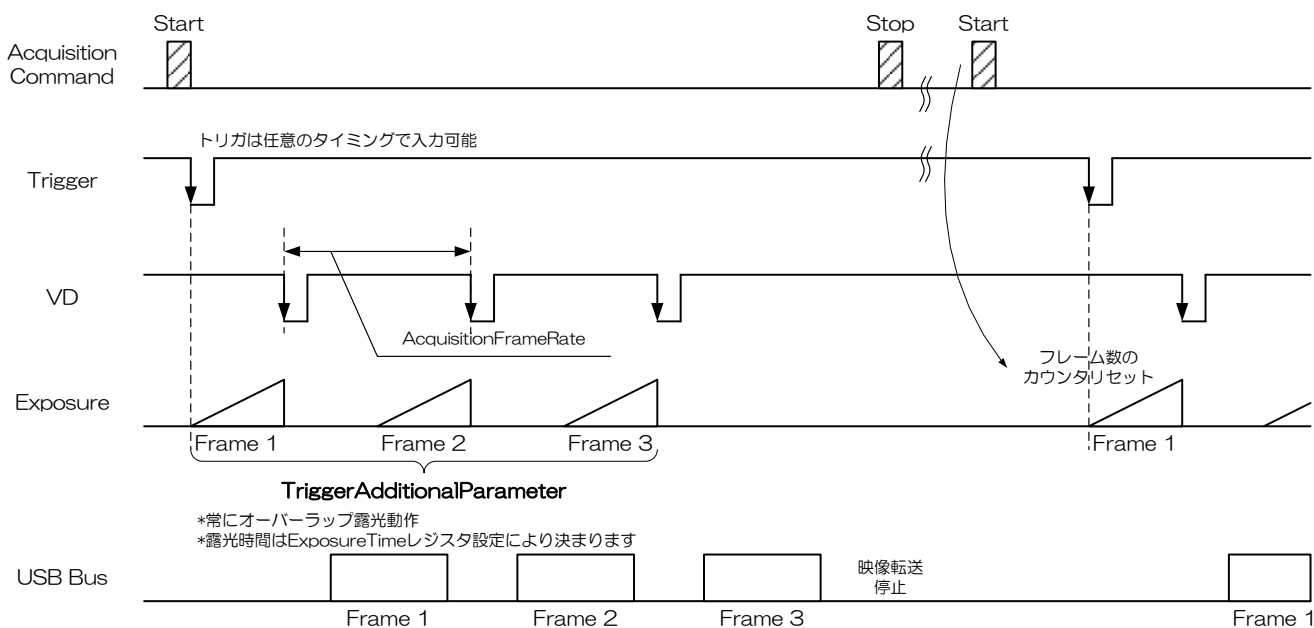 Start
Stop
Start
Acquisition
Command
トリガは任意のタイミングで入力可能
Trigger
VD
AcquisitionFrameRate
フレーム数の
カウンタリセット
Exposure
Frame 1
Frame 2
Frame 3
Frame 1
TriggerAdditionalParameter
*常にオーバーラップ露光動作
*露光時間はExposureTimeレジスタ設定により決まります
USB Bus
映像転送
停止
Frame 1
Frame 2
Frame 3
Frame 1